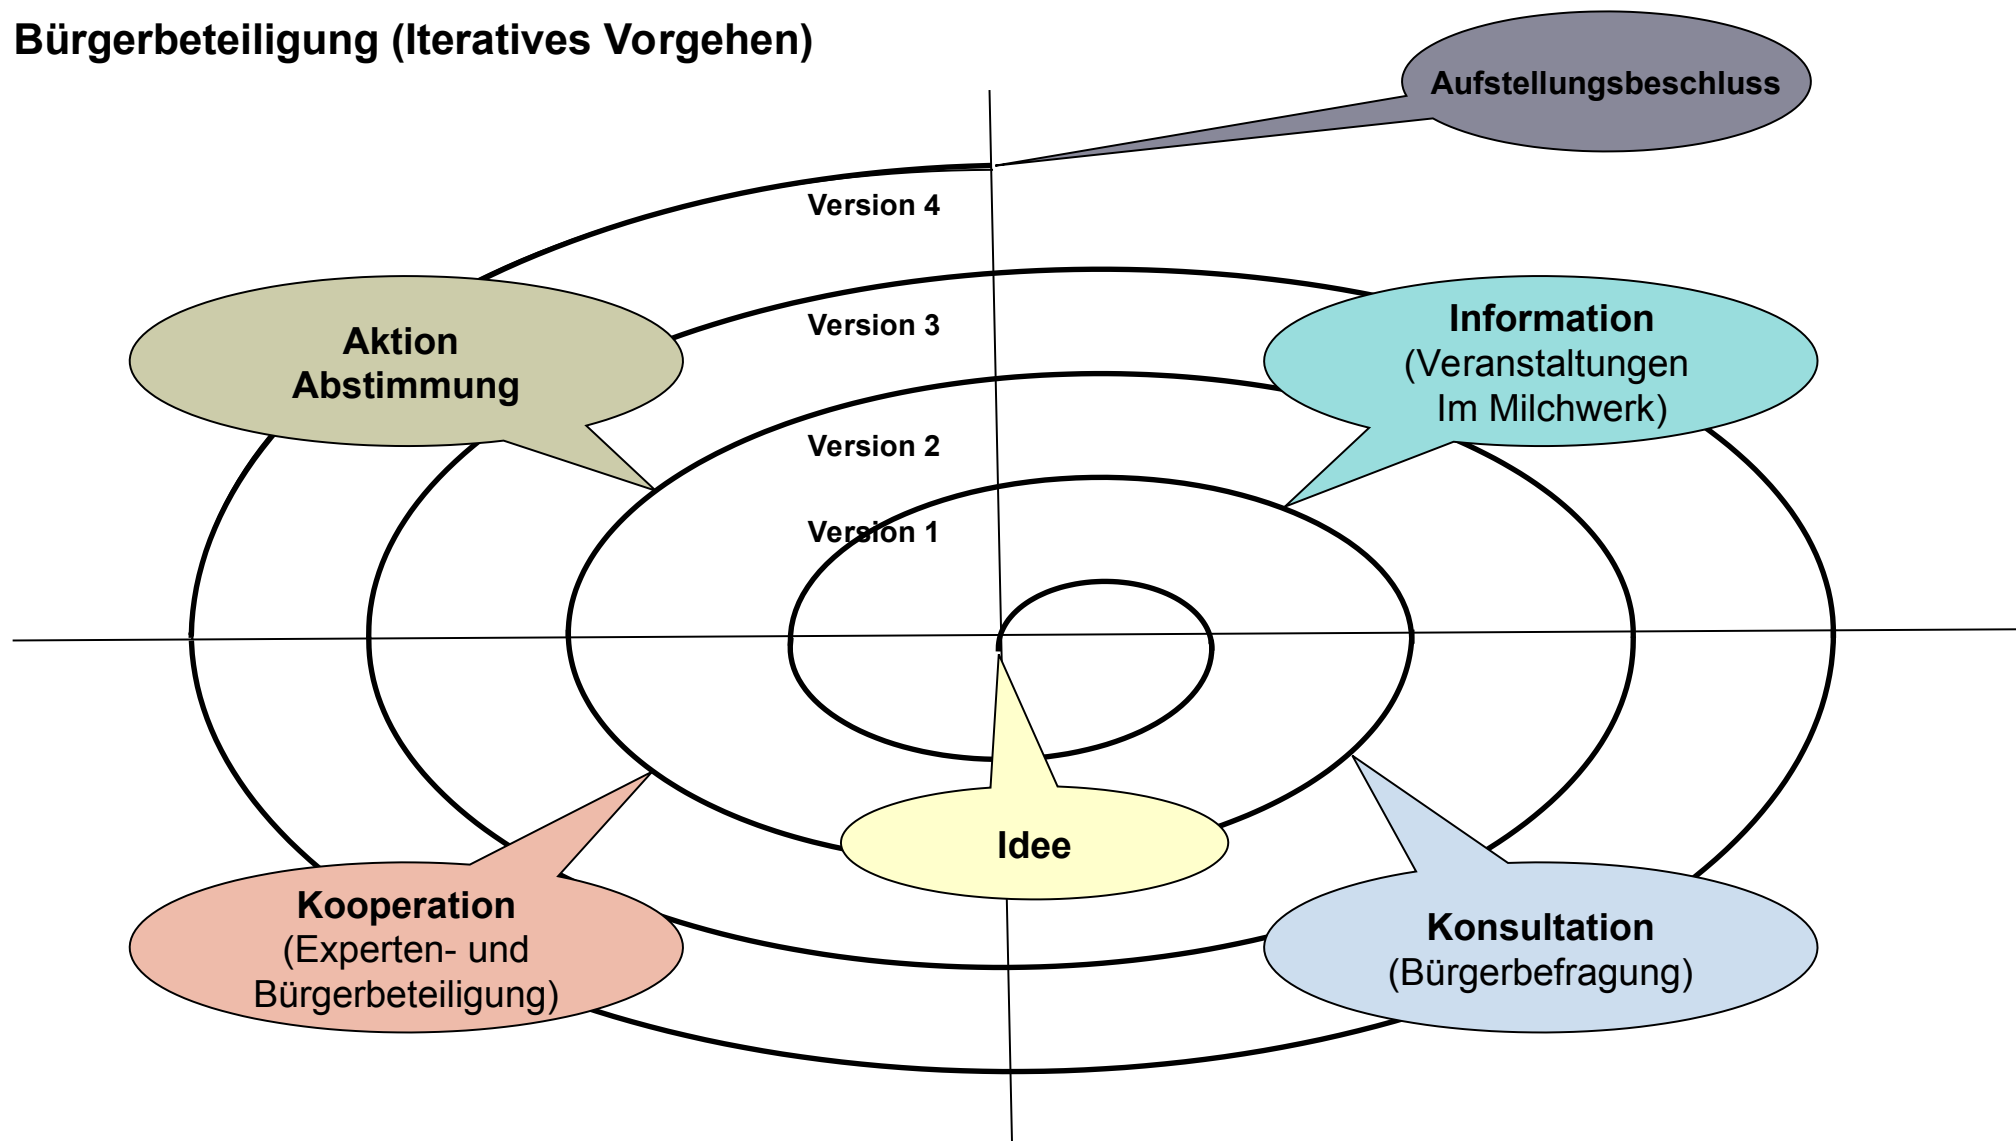 Bürgerbeteiligung (Iteratives Vorgehen)
Aufstellungsbeschluss
Version 4
Aktion
Abstimmung
Version 3
Information
(Veranstaltungen
Im Milchwerk)
Version 2
Version 1
Idee
Kooperation
(Experten- und
Bürgerbeteiligung)
Konsultation
(Bürgerbefragung)